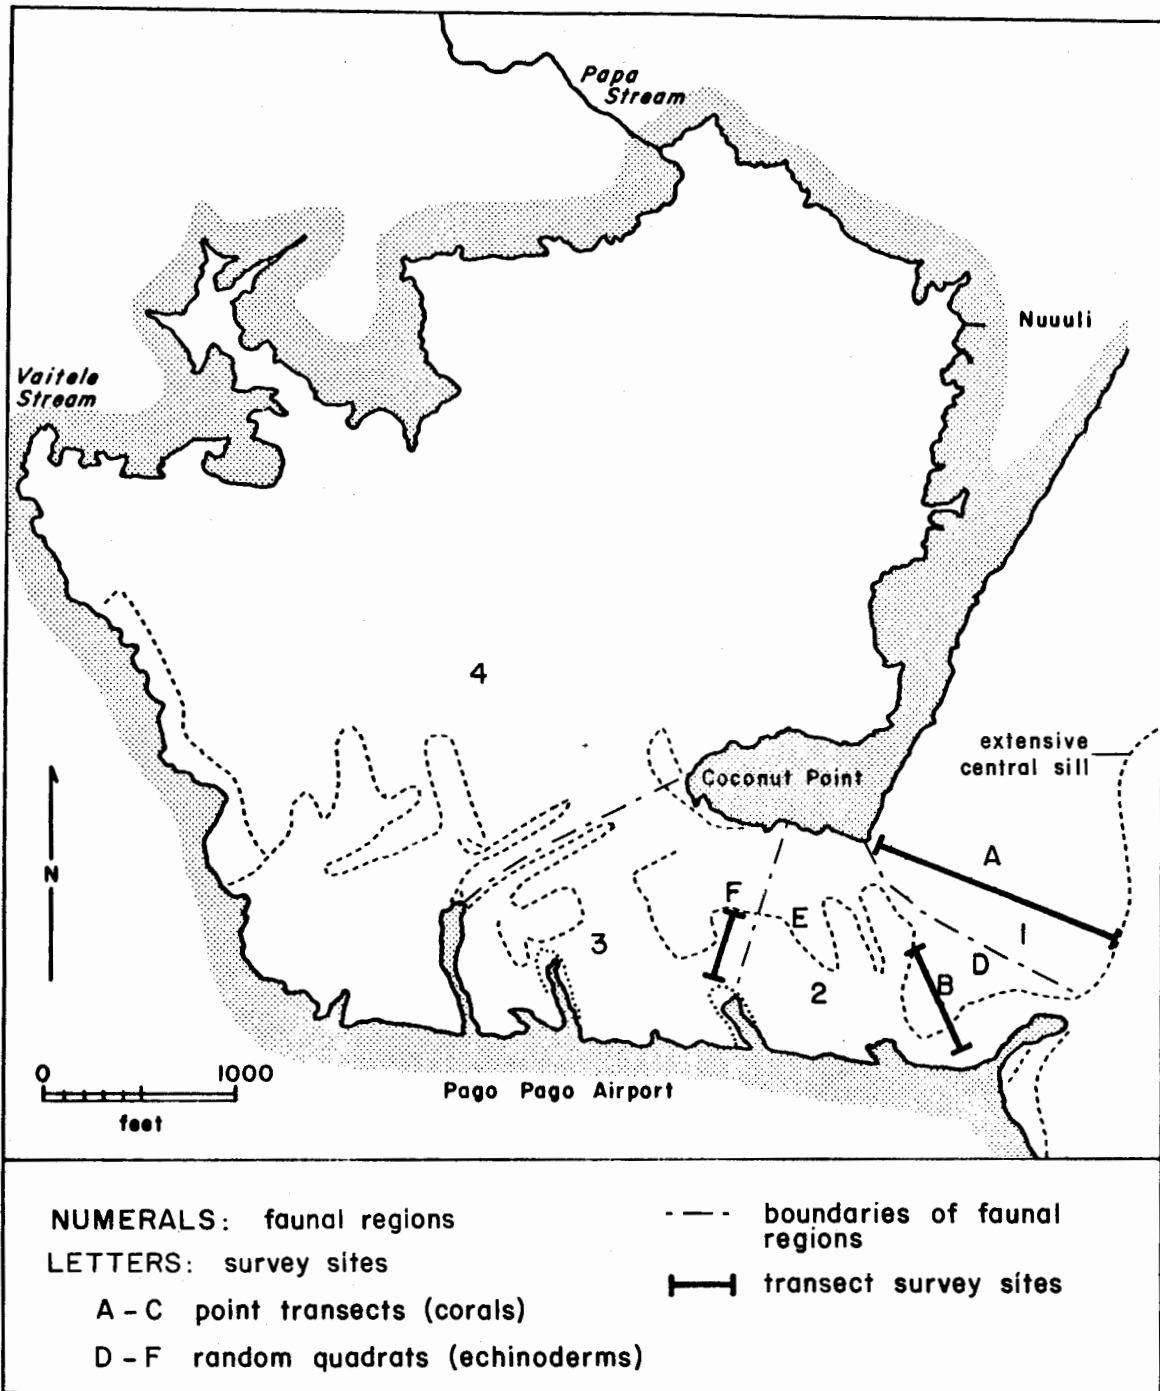 Papa
Stream
Nuuuli
Vaitele
Stream
4
extensive
central sill
Coconut Point
A
N
F
E
1
3
D
2
B
0 1000
feet
Pago Pago Airport
NUMERALS: faunal regions
LETTERS: survey sites
A - C point transects (corals)
D - F random quadrats (echinoderms)
boundaries of faunal
regions
transect survey sites